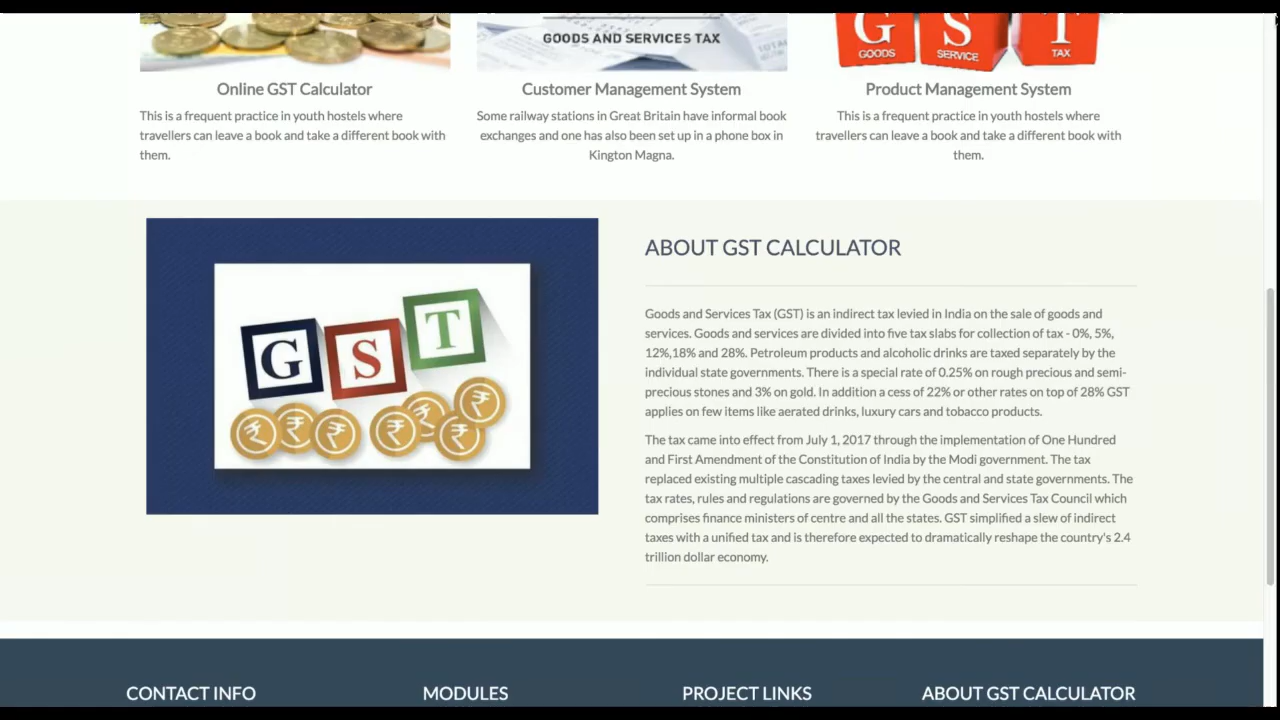 GOODS AND SERVICES TAX
G S T
GOODS SERVICE TAX
Online GST Calculator
This is a frequent practice in youth hostels where
travellers can leave a book and take a different book with
them.
Customer Management System
Some railway stations in Great Britain have informal book
exchanges and one has also been set up in a phone box in
Kington Magna.
Product Management System
This is a frequent practice in youth hostels where
travellers can leave a book and take a different book with
them.
G S T
ABOUT GST CALCULATOR
Goods and Services Tax (GST) is an indirect tax levied in India on the sale of goods and
services. Goods and services are divided into five tax slabs for collection of tax - 0%, 5%,
12%,18% and 28%. Petroleum products and alcoholic drinks are taxed separately by the
individual state governments. There is a special rate of 0.25% on rough precious and semi-
precious stones and 3% on gold. In addition a cess of 22% or other rates on top of 28% GST
applies on few items like aerated drinks, luxury cars and tobacco products.
The tax came into effect from July 1, 2017 through the implementation of One Hundred
and First Amendment of the Constitution of India by the Modi government. The tax
replaced existing multiple cascading taxes levied by the central and state governments. The
tax rates, rules and regulations are governed by the Goods and Services Tax Council which
comprises finance ministers of centre and all the states. GST simplified a slew of indirect
taxes with a unified tax and is therefore expected to dramatically reshape the country's 2.4
trillion dollar economy.
CONTACT INFO
MODULES
PROJECT LINKS
ABOUT GST CALCULATOR